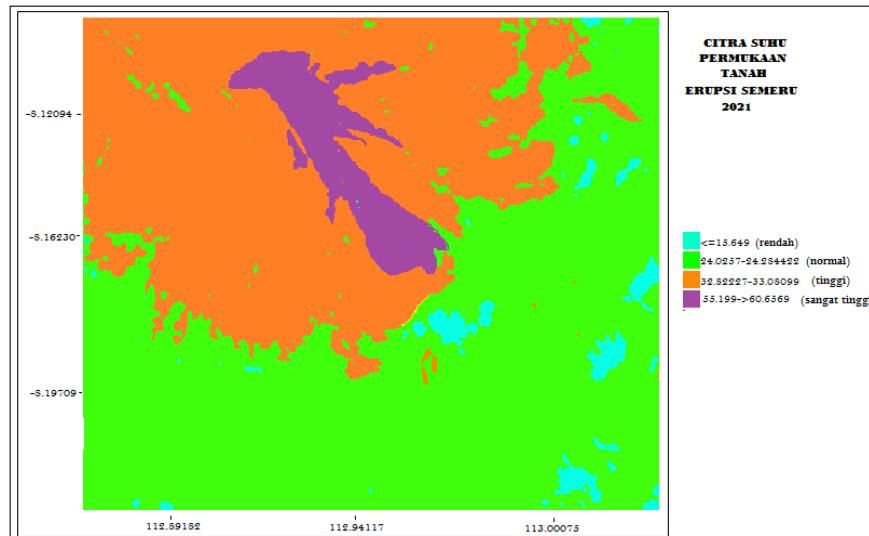 CITRA SUHU
PERMUKAAN
TANAH
ERUPSI SEMERU
2021
-8.12094
-8.16230
-8.19709
<=15.649 (rendah)
24.0257-24.284422 (normal)
32.82227-33.08099 (tinggi)
55.199->60.6569 (sangat tinggi
112.89182 112.94117 113.00075